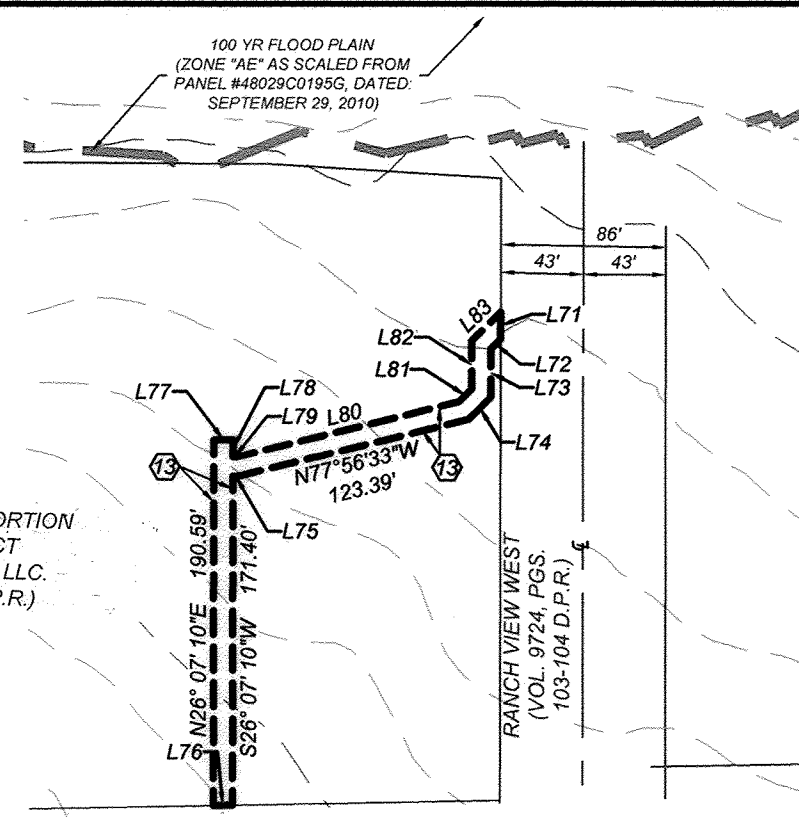 100 YR FLOOD PLAIN
(ZONE "AE" AS SCALED FROM
PANEL #48029C0195G, DATED:
SEPTEMBER 29, 2010)
86'
43'
43'
L83
L71
L82
L72
L81
L73
L77
L78
L79
L80
L74
13
N77°56'33"W
123.39'
13
L75
ORTION
CT
LLC.
P.R.)
N26° 07' 10"E 190.59'
S26° 07' 10"W 171.40'
L76
RANCH VIEW WEST
(VOL. 9724, PGS.
103-104 D.P.R.)
℄